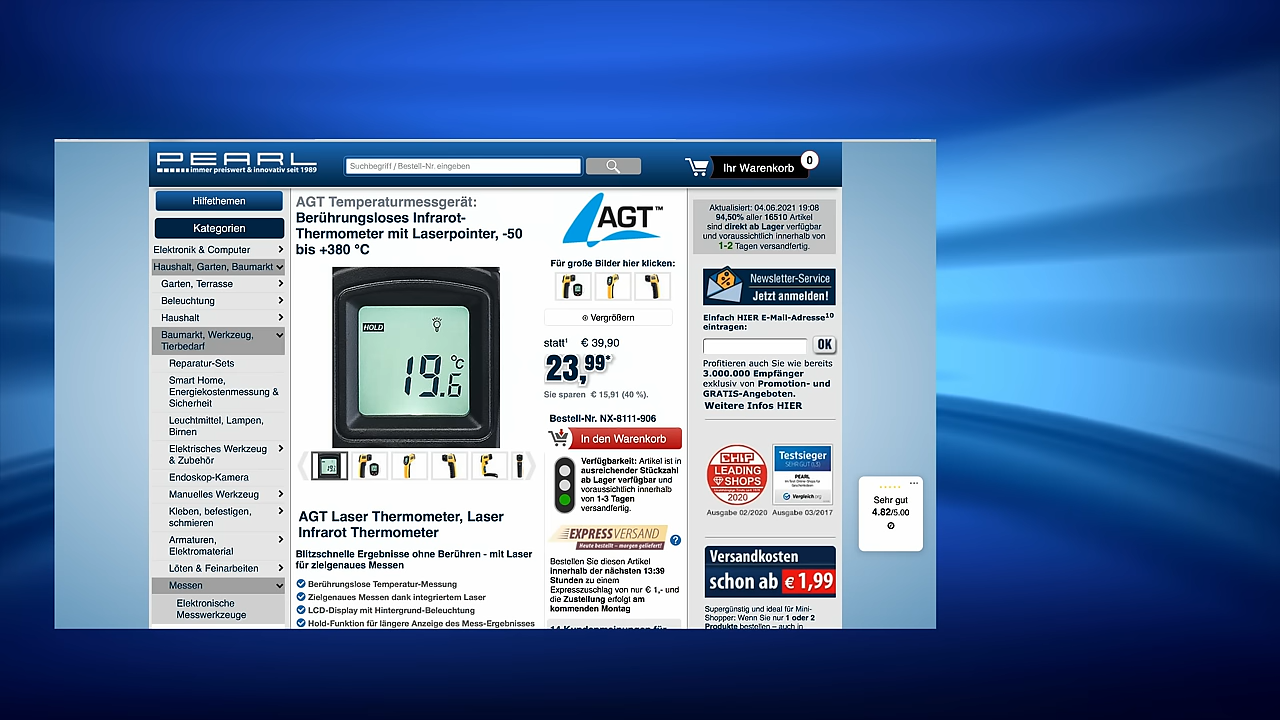 PEARL
immer preiswert & innovativ seit 1989
Suchbegriff / Bestell-Nr. eingeben
Ihr Warenkorb
0
Hilfethemen
Kategorien
Elektronik & Computer
Haushalt, Garten, Baumarkt
Garten, Terrasse
Beleuchtung
Haushalt
Baumarkt, Werkzeug,
Tierbedarf
Reparatur-Sets
Smart Home,
Energiekostenmessung &
Sicherheit
Leuchtmittel, Lampen,
Birnen
Elektrisches Werkzeug
& Zubehör
Endoskop-Kamera
Manuelles Werkzeug
Kleben, befestigen,
schmieren
Armaturen,
Elektromaterial
Löten & Feinarbeiten
Messen
Elektronische
Messwerkzeuge
AGT Temperaturmessgerät:
Berührungsloses Infrarot-
Thermometer mit Laserpointer, -50
bis +380 °C
HOLD
19.6 °C
AGT Laser Thermometer, Laser
Infrarot Thermometer
Blitzschnelle Ergebnisse ohne Berühren - mit Laser
für zielgenaues Messen
Berührungslose Temperatur-Messung
Zielgenaues Messen dank integriertem Laser
LCD-Display mit Hintergrund-Beleuchtung
Hold-Funktion für längere Anzeige des Mess-Ergebnisses
AGT™
Für große Bilder hier klicken:
Vergrößern
statt¹ € 39,90
23,99*
Sie sparen € 15,91 (40 %).
Bestell-Nr. NX-8111-906
In den Warenkorb
Verfügbarkeit: Artikel ist in
ausreichender Stückzahl
ab Lager verfügbar und
voraussichtlich innerhalb
von 1-3 Tagen
versandfertig.
EXPRESSVERSAND
Heute bestellt – morgen geliefert!
?
Bestellen Sie diesen Artikel
innerhalb der nächsten 13:39
Stunden zu einem
Expresszuschlag von nur € 1,- und
die Zustellung erfolgt am
kommenden Montag
14 Kundenmeinungen für
Aktualisiert: 04.06.2021 19:08
94,50% aller 16510 Artikel
sind direkt ab Lager verfügbar
und voraussichtlich innerhalb von
1-2 Tagen versandfertig.
%
Newsletter-Service
Jetzt anmelden!
Einfach HIER E-Mail-Adresse¹⁰
eintragen:
OK
Profitieren auch Sie wie bereits
3.000.000 Empfänger
exklusiv von Promotion- und
GRATIS-Angeboten.
Weitere Infos HIER
CHIP
LEADING
SHOPS
2020
Testsieger
SEHR GUT (1,5)
PEARL
Vergleich.org
Ausgabe 02/2020 Ausgabe 03/2017
Versandkosten
schon ab € 1,99
Supergünstig und ideal für Mini-
Shopper: Wenn Sie nur 1 oder 2
Produkte bestellen – auch in
Sehr gut
4.82/5.00